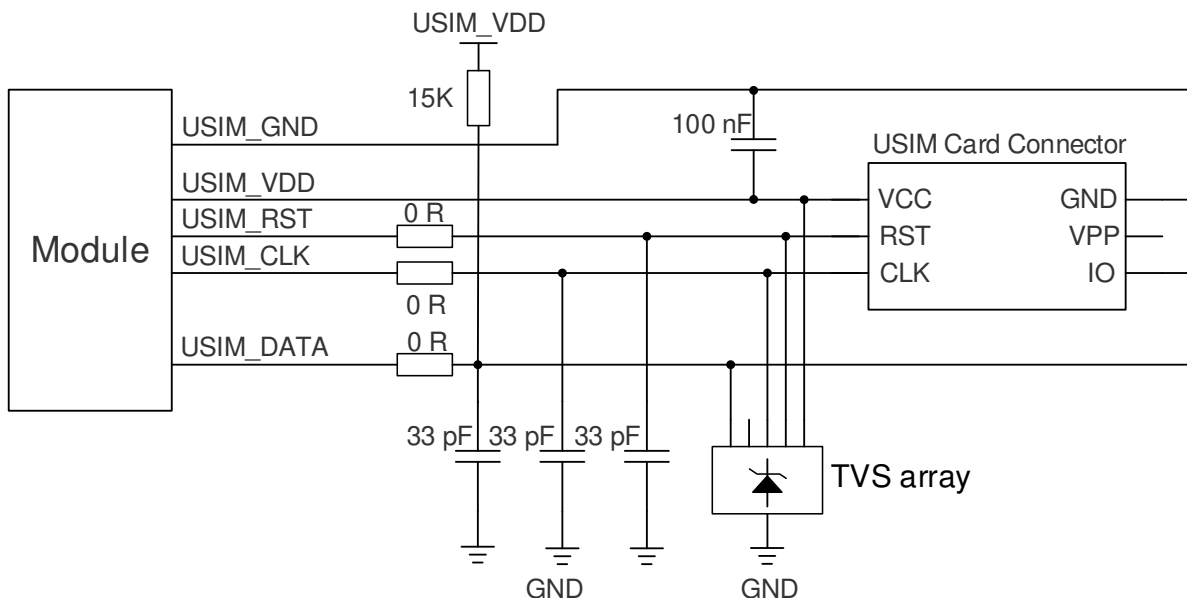 USIM_VDD
15K
USIM_GND
100 nF
USIM Card Connector
USIM_VDD
VCC
GND
USIM_RST
0 R
RST
VPP
Module
USIM_CLK
CLK
IO
0 R
USIM_DATA
0 R
33 pF
33 pF
33 pF
TVS array
GND
GND